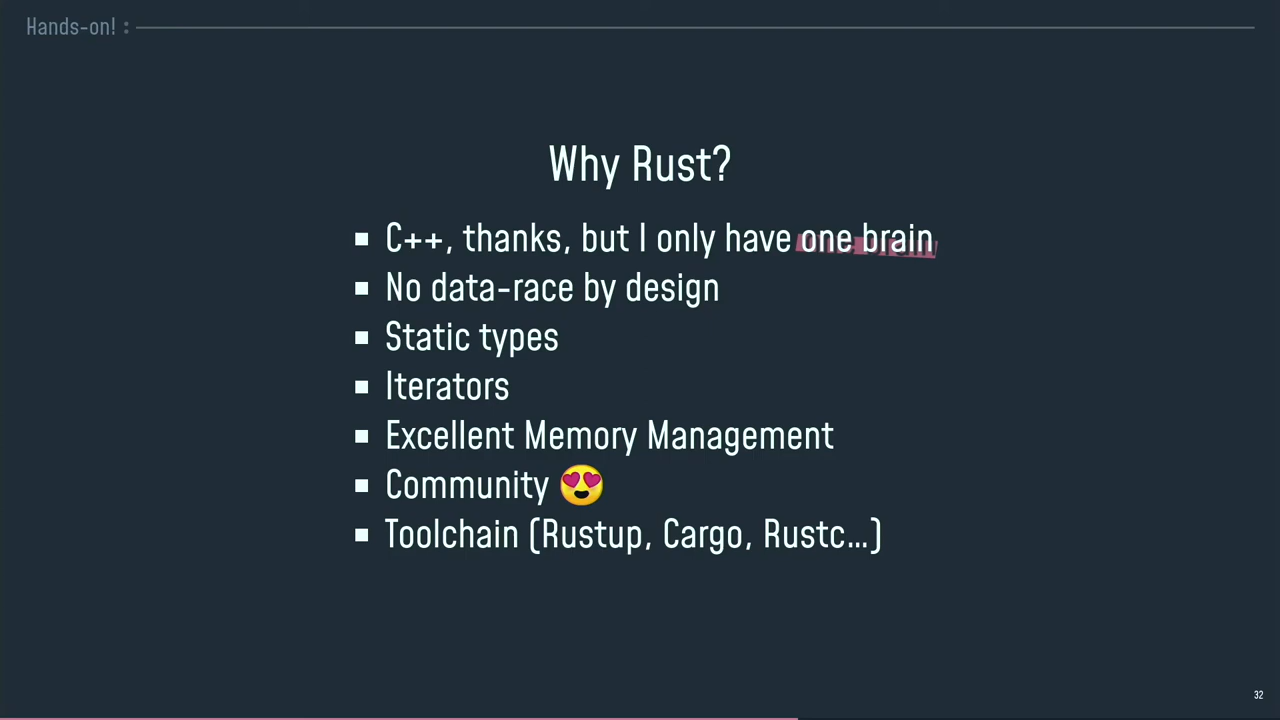 Hands-on! :
Why Rust?
▪ C++, thanks, but I only have one brain
▪ No data-race by design
▪ Static types
▪ Iterators
▪ Excellent Memory Management
▪ Community 😍
▪ Toolchain (Rustup, Cargo, Rustc...)
32